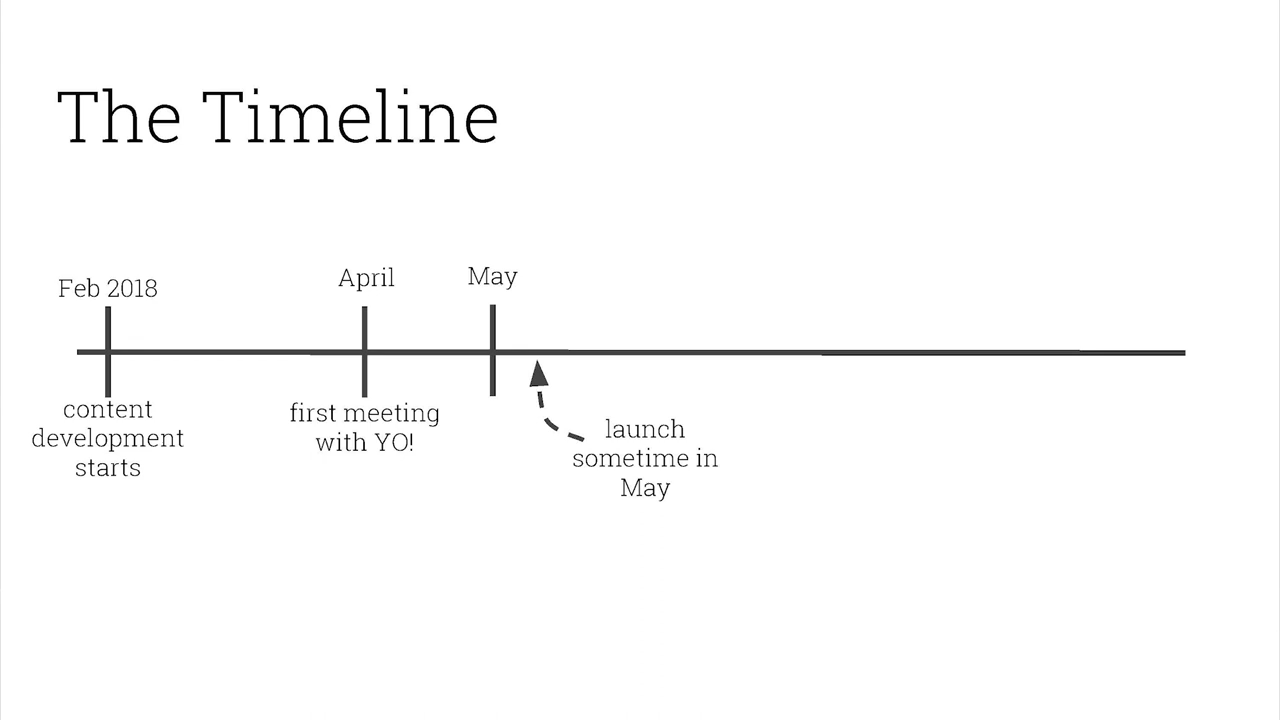 The Timeline
Feb 2018
April
May
content
development
starts
first meeting
with YO!
launch
sometime in
May